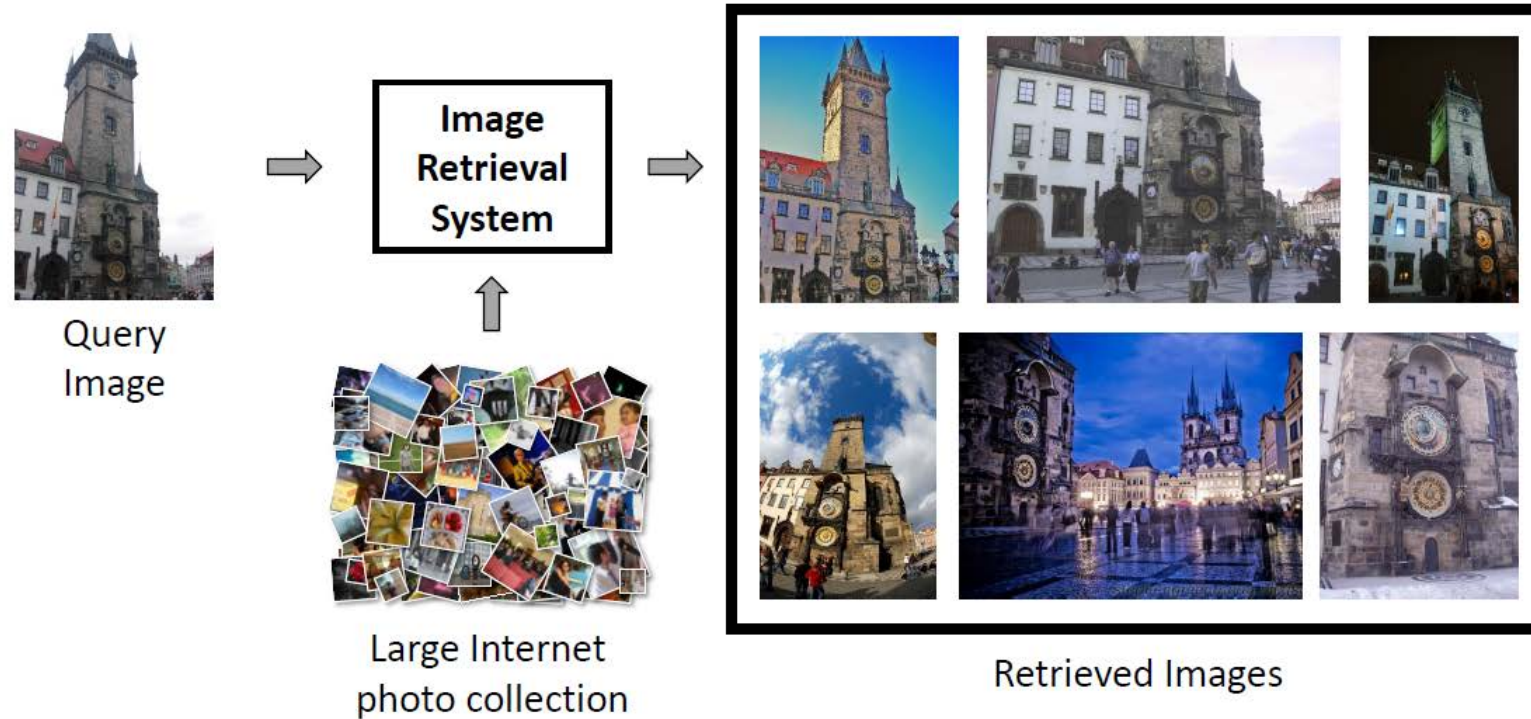 Image
Retrieval
System
Query
Image
Large Internet
photo collection
Retrieved Images